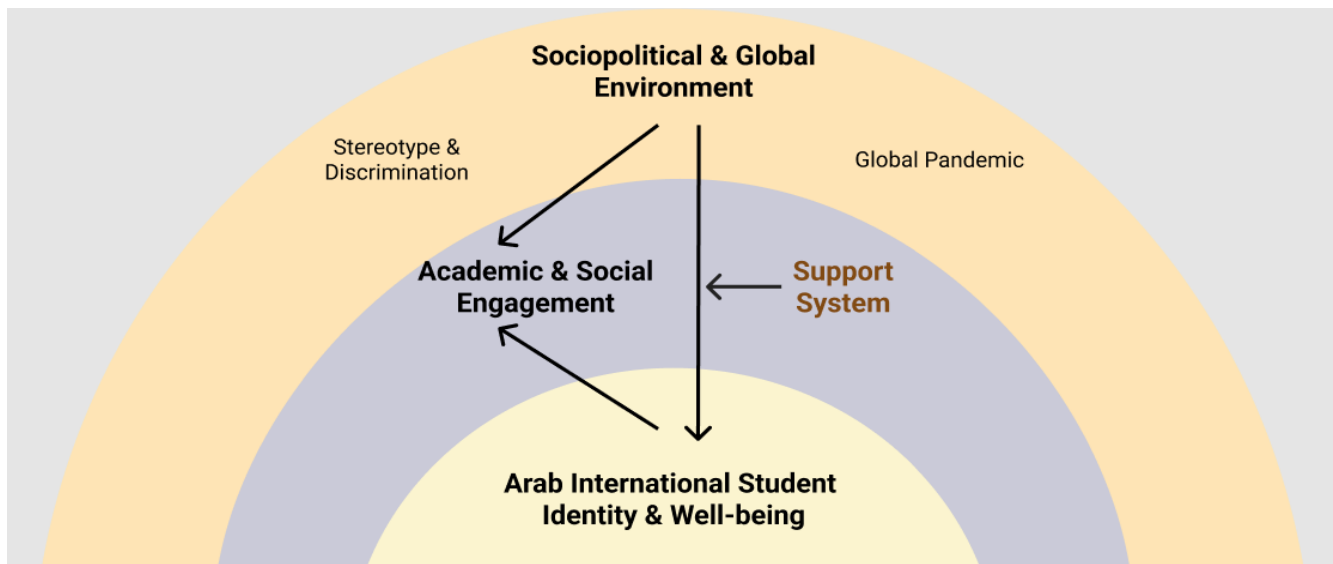 Sociopolitical & Global
Environment
Stereotype &
Discrimination
Global Pandemic
Academic & Social
Engagement
Support
System
Arab International Student
Identity & Well-being